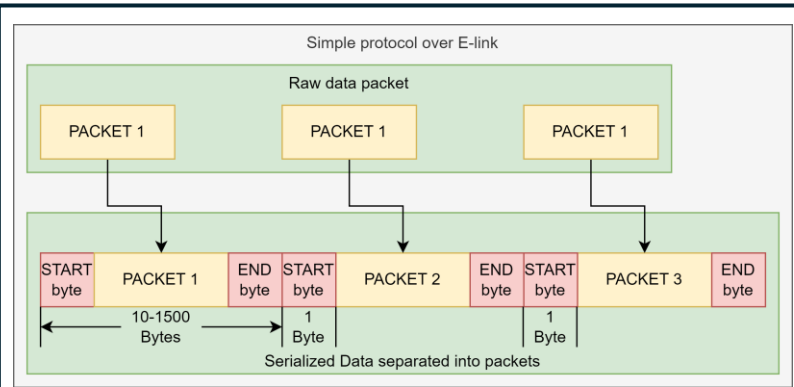 Simple protocol over E-link
Raw data packet
PACKET 1
PACKET 1
PACKET 1
START
byte
PACKET 1
END
byte
START
byte
PACKET 2
END
byte
START
byte
PACKET 3
END
byte
10-1500
Bytes
1
Byte
1
Byte
Serialized Data separated into packets